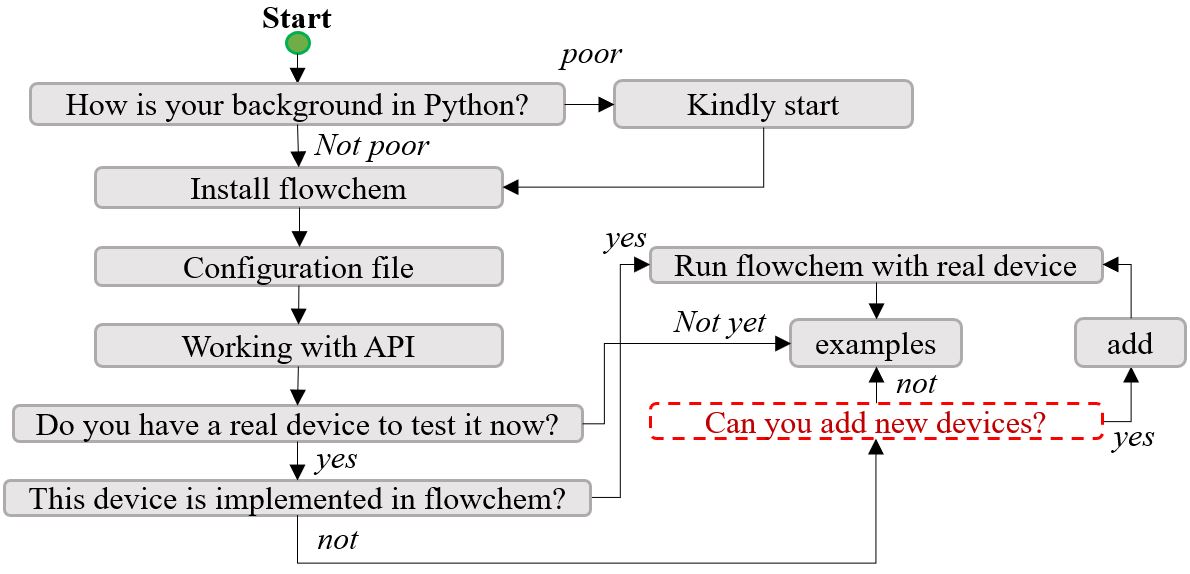 Start
poor
How is your background in Python?
Kindly start
Not poor
Install flowchem
yes
Configuration file
Run flowchem with real device
Not yet
Working with API
examples
add
not
Do you have a real device to test it now?
Can you add new devices?
yes
yes
This device is implemented in flowchem?
not